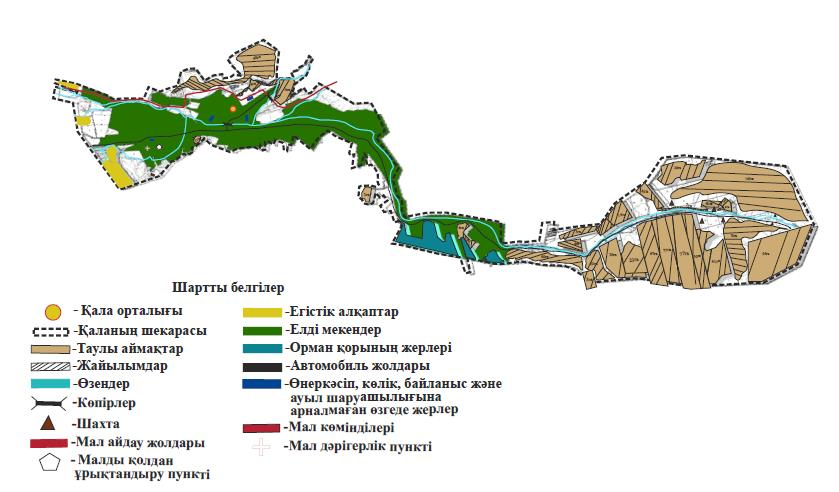 Шартты белгілер
- Қала орталығы
-Қаланың шекарасы
-Таулы аймақтар
-Жайылымдар
-Өзендер
-Көпірлер
-Шахта
-Мал айдау жолдары
- Малды қолдан
ұрықтандыру пункті
-Егістік алқаптар
-Елді мекендер
-Орман қорының жерлері
-Автомобиль жолдары
-Өнеркәсіп, көлік, байланыс және
ауыл шаруашылығына
арналмаған өзгеде жерлер
-Мал көмінділері
-Мал дәрігерлік пункті